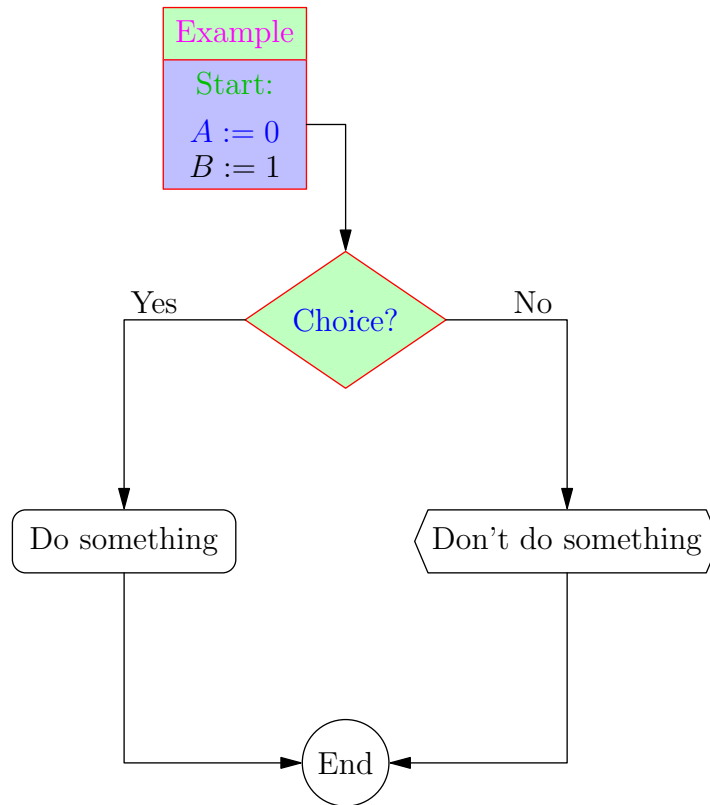 Example
Start:
A := 0
B := 1
Yes
No
Choice?
Do something
Don't do something
End